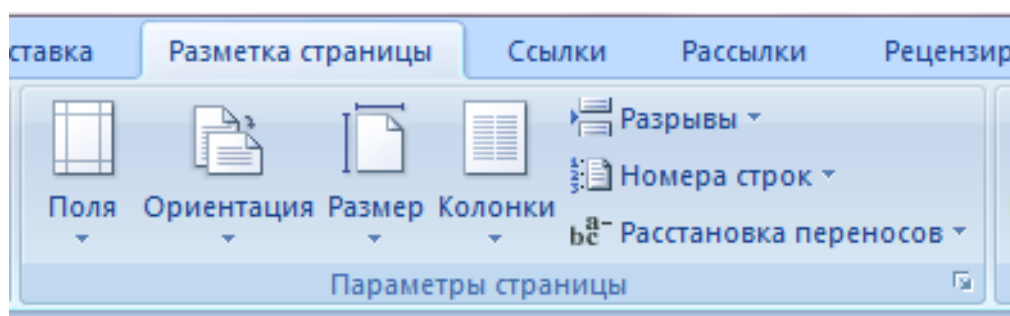 ставка Разметка страницы Ссылки Рассылки Рецензир
Разрывы
Номера строк
Поля Ориентация Размер Колонки
Расстановка переносов
Параметры страницы